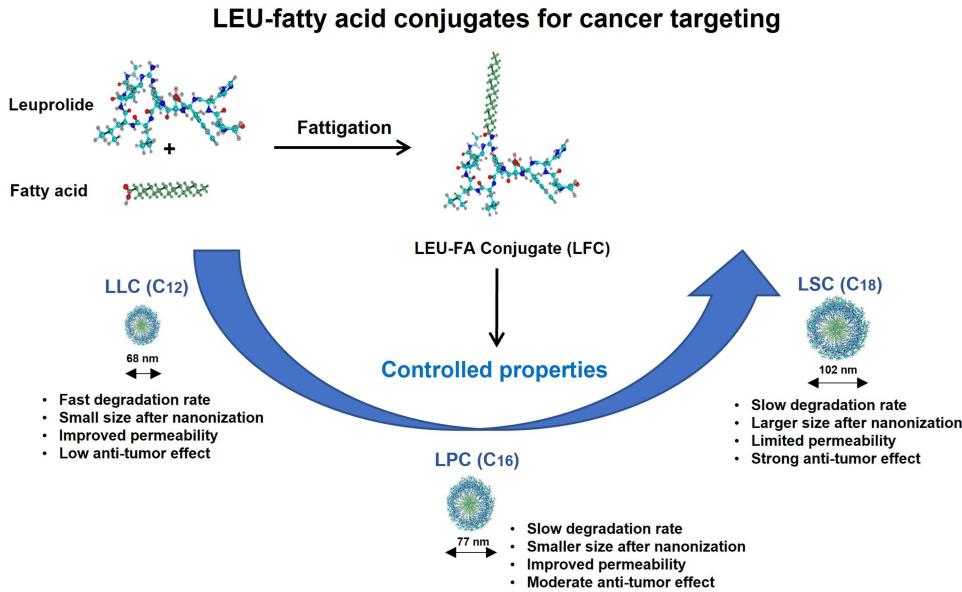 LEU-fatty acid conjugates for cancer targeting
Leuprolide
+
Fatty acid
Fattigation
LEU-FA Conjugate (LFC)
Controlled properties
LLC (C12)
68 nm
• Fast degradation rate
• Small size after nanonization
• Improved permeability
• Low anti-tumor effect
LPC (C16)
77 nm
• Slow degradation rate
• Smaller size after nanonization
• Improved permeability
• Moderate anti-tumor effect
LSC (C18)
102 nm
• Slow degradation rate
• Larger size after nanonization
• Limited permeability
• Strong anti-tumor effect